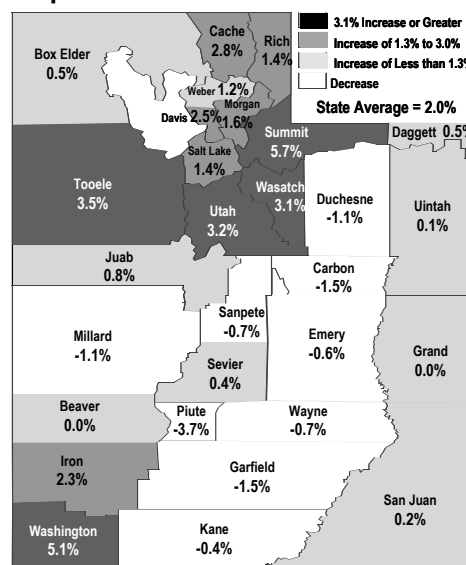 3.1% Increase or Greater
Increase of 1.3% to 3.0%
Increase of Less than 1.3%
Decrease
State Average = 2.0%
Cache
2.8%
Rich
1.4%
Box Elder
0.5%
Weber 1.2%
Davis 2.5%
Morgan
1.6%
Summit
5.7%
Daggett 0.5%
Salt Lake
1.4%
Tooele
3.5%
Wasatch
3.1%
Utah
3.2%
Duchesne
-1.1%
Uintah
0.1%
Juab
0.8%
Carbon
-1.5%
Sanpete
-0.7%
Millard
-1.1%
Emery
-0.6%
Grand
0.0%
Sevier
0.4%
Beaver
0.0%
Piute
-3.7%
Wayne
-0.7%
Iron
2.3%
Garfield
-1.5%
San Juan
0.2%
Washington
5.1%
Kane
-0.4%